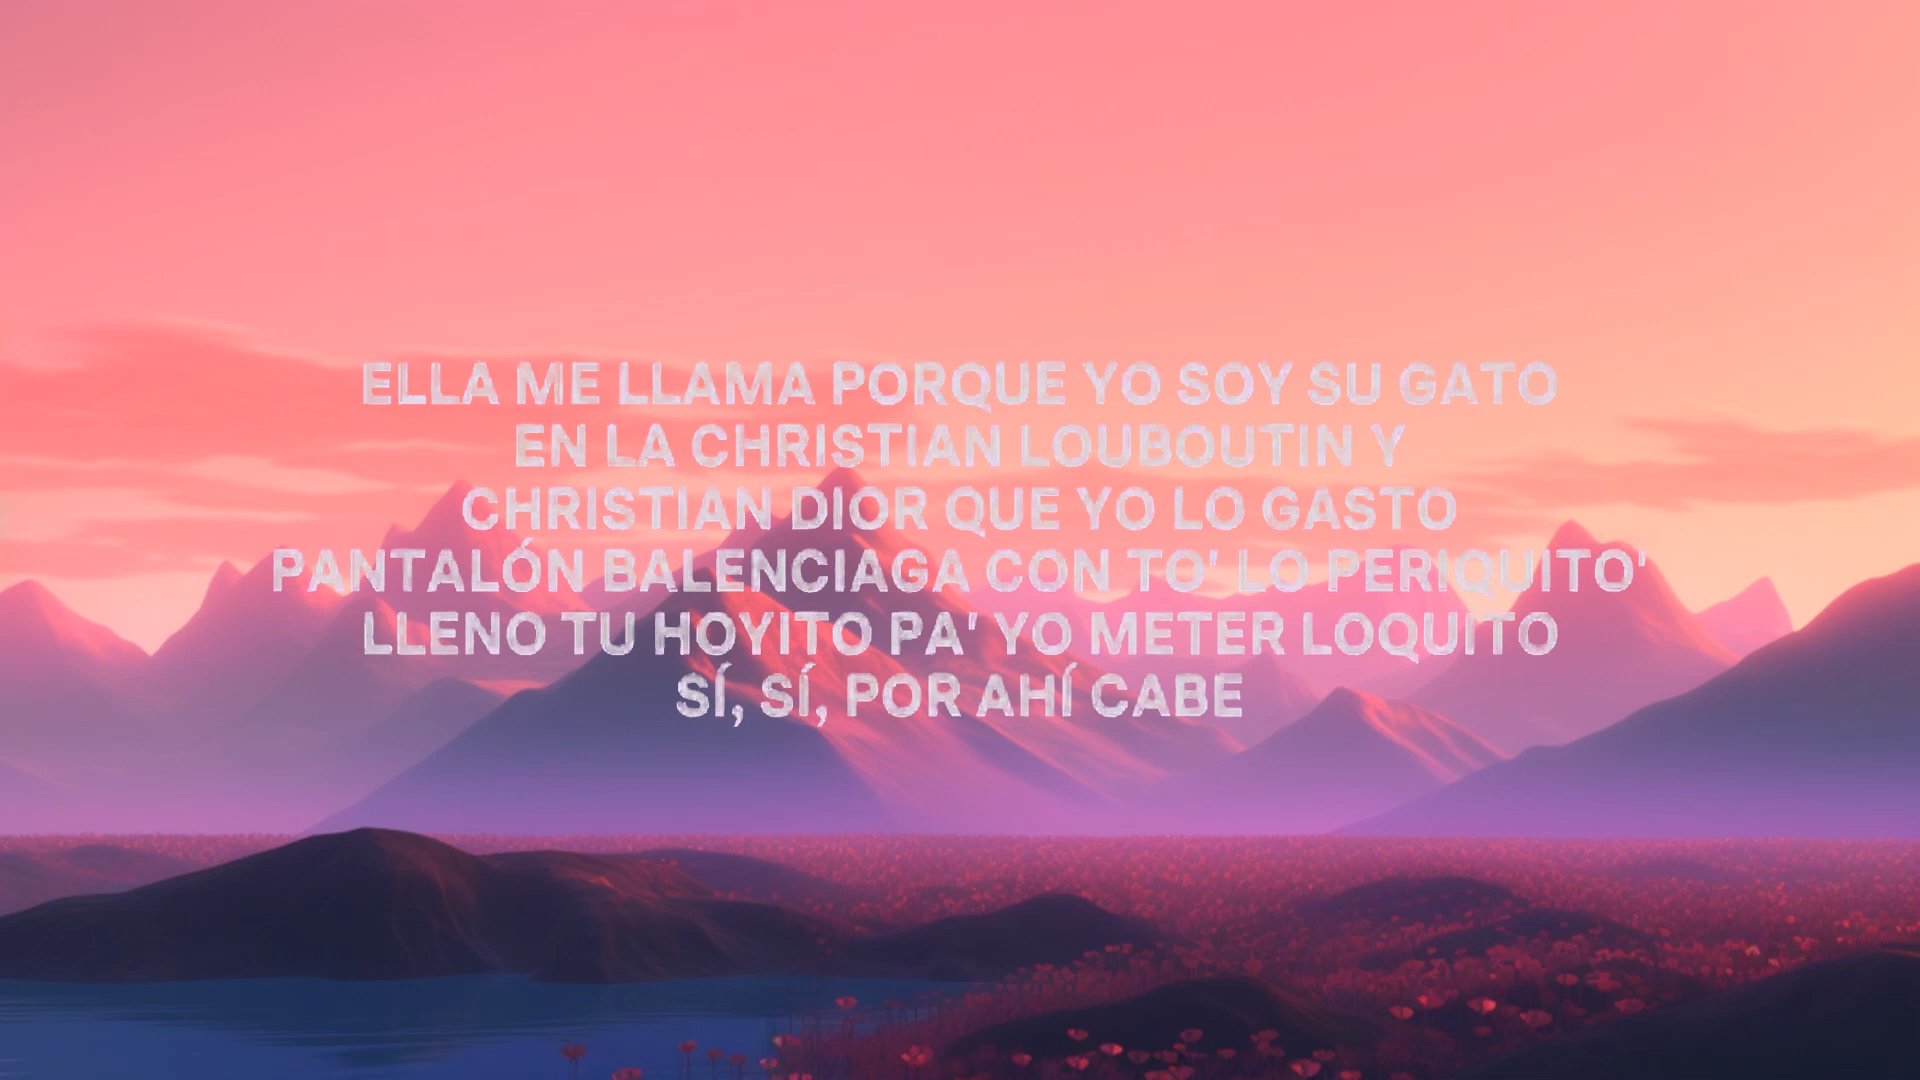 ELLA ME LLAMA PORQUE YO SOY SU GATO
EN LA CHRISTIAN LOUBOUTIN Y
CHRISTIAN DIOR QUE YO LO GASTO
PANTALÓN BALENCIAGA CON TO' LO PERIQUITO'
LLENO TU HOYITO PA' YO METER LOQUITO
SÍ, SÍ, POR AHÍ CABE